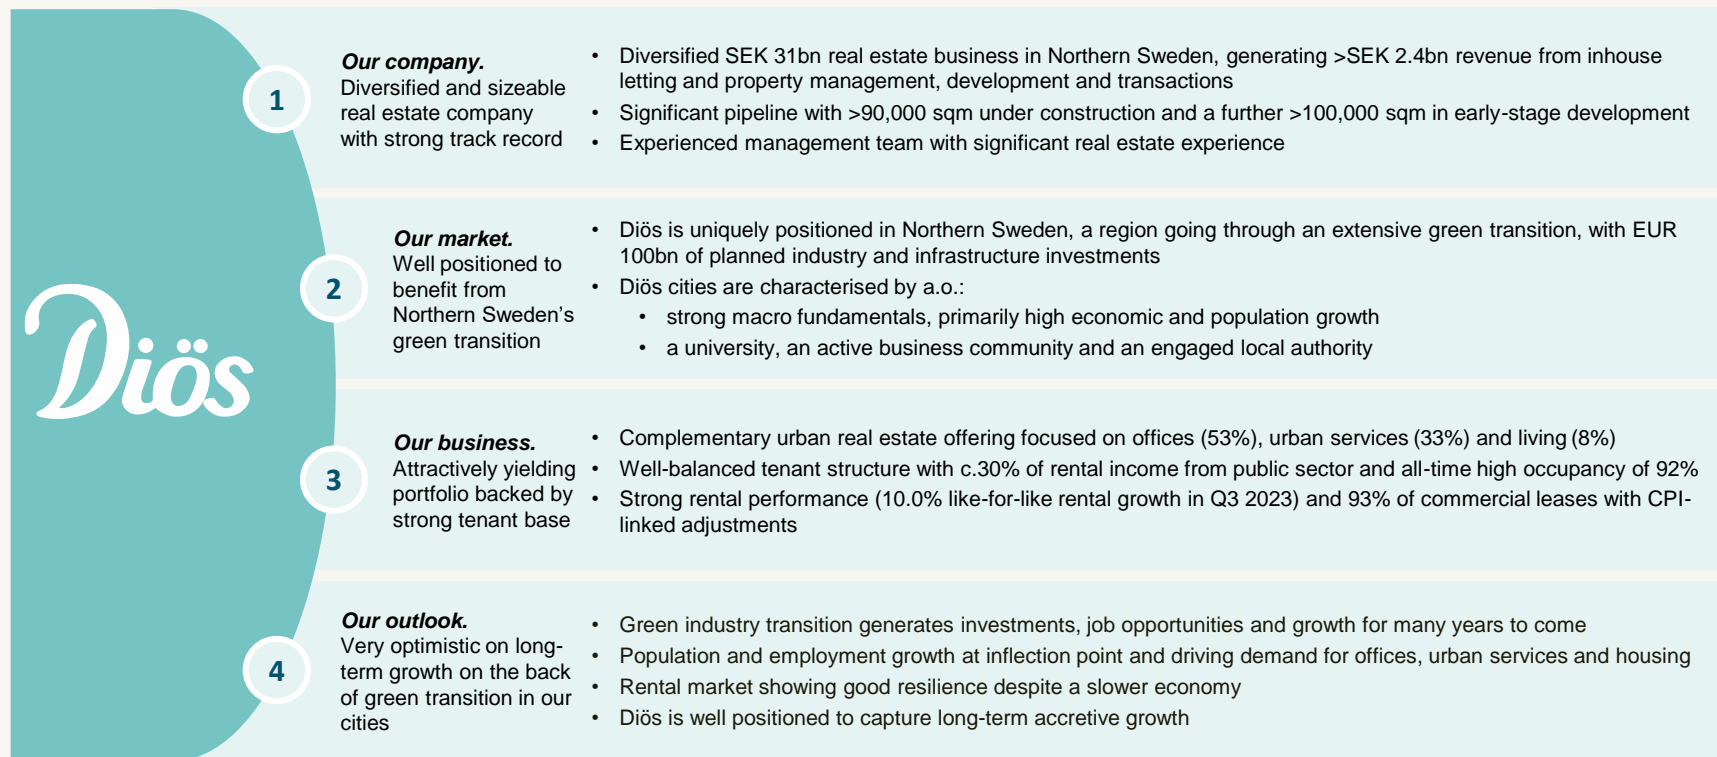 Diös
1
Our company.
Diversified and sizeable
real estate company
with strong track record
• Diversified SEK 31bn real estate business in Northern Sweden, generating >SEK 2.4bn revenue from inhouse
letting and property management, development and transactions
• Significant pipeline with >90,000 sqm under construction and a further >100,000 sqm in early-stage development
• Experienced management team with significant real estate experience
2
Our market.
Well positioned to
benefit from
Northern Sweden’s
green transition
• Diös is uniquely positioned in Northern Sweden, a region going through an extensive green transition, with EUR
100bn of planned industry and infrastructure investments
• Diös cities are characterised by a.o.:
• strong macro fundamentals, primarily high economic and population growth
• a university, an active business community and an engaged local authority
3
Our business.
Attractively yielding
portfolio backed by
strong tenant base
• Complementary urban real estate offering focused on offices (53%), urban services (33%) and living (8%)
• Well-balanced tenant structure with c.30% of rental income from public sector and all-time high occupancy of 92%
• Strong rental performance (10.0% like-for-like rental growth in Q3 2023) and 93% of commercial leases with CPI-
linked adjustments
4
Our outlook.
Very optimistic on long-
term growth on the back
of green transition in our
cities
• Green industry transition generates investments, job opportunities and growth for many years to come
• Population and employment growth at inflection point and driving demand for offices, urban services and housing
• Rental market showing good resilience despite a slower economy
• Diös is well positioned to capture long-term accretive growth